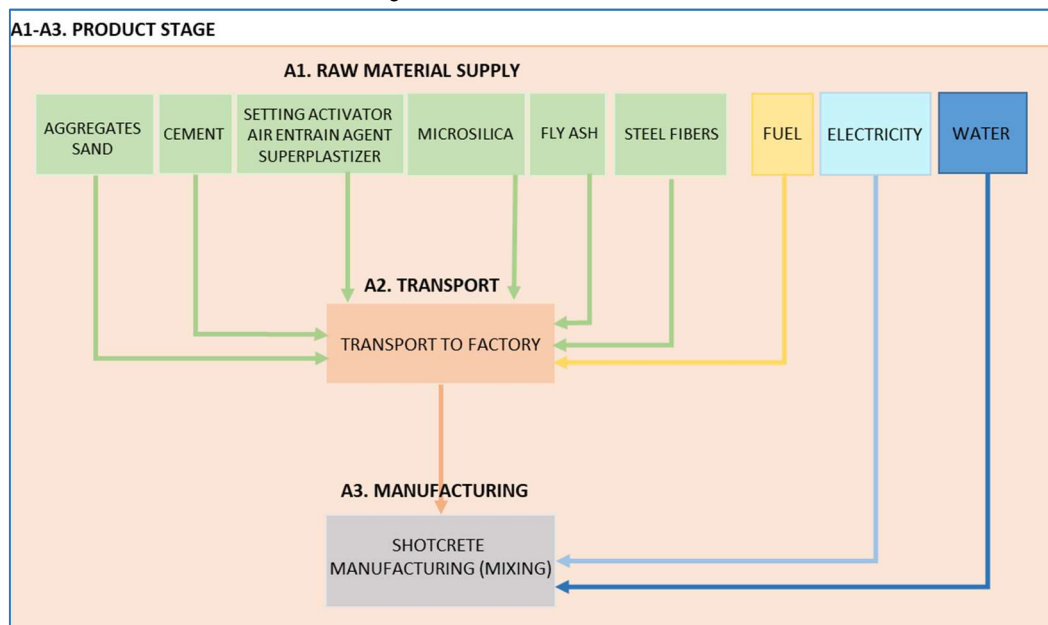 A1-A3. PRODUCT STAGE
A1. RAW MATERIAL SUPPLY
AGGREGATES
SAND
CEMENT
SETTING ACTIVATOR
AIR ENTRAIN AGENT
SUPERPLASTIZER
MICROSILICA
FLY ASH
STEEL FIBERS
FUEL
ELECTRICITY
WATER
A2. TRANSPORT
TRANSPORT TO FACTORY
A3. MANUFACTURING
SHOTCRETE
MANUFACTURING (MIXING)